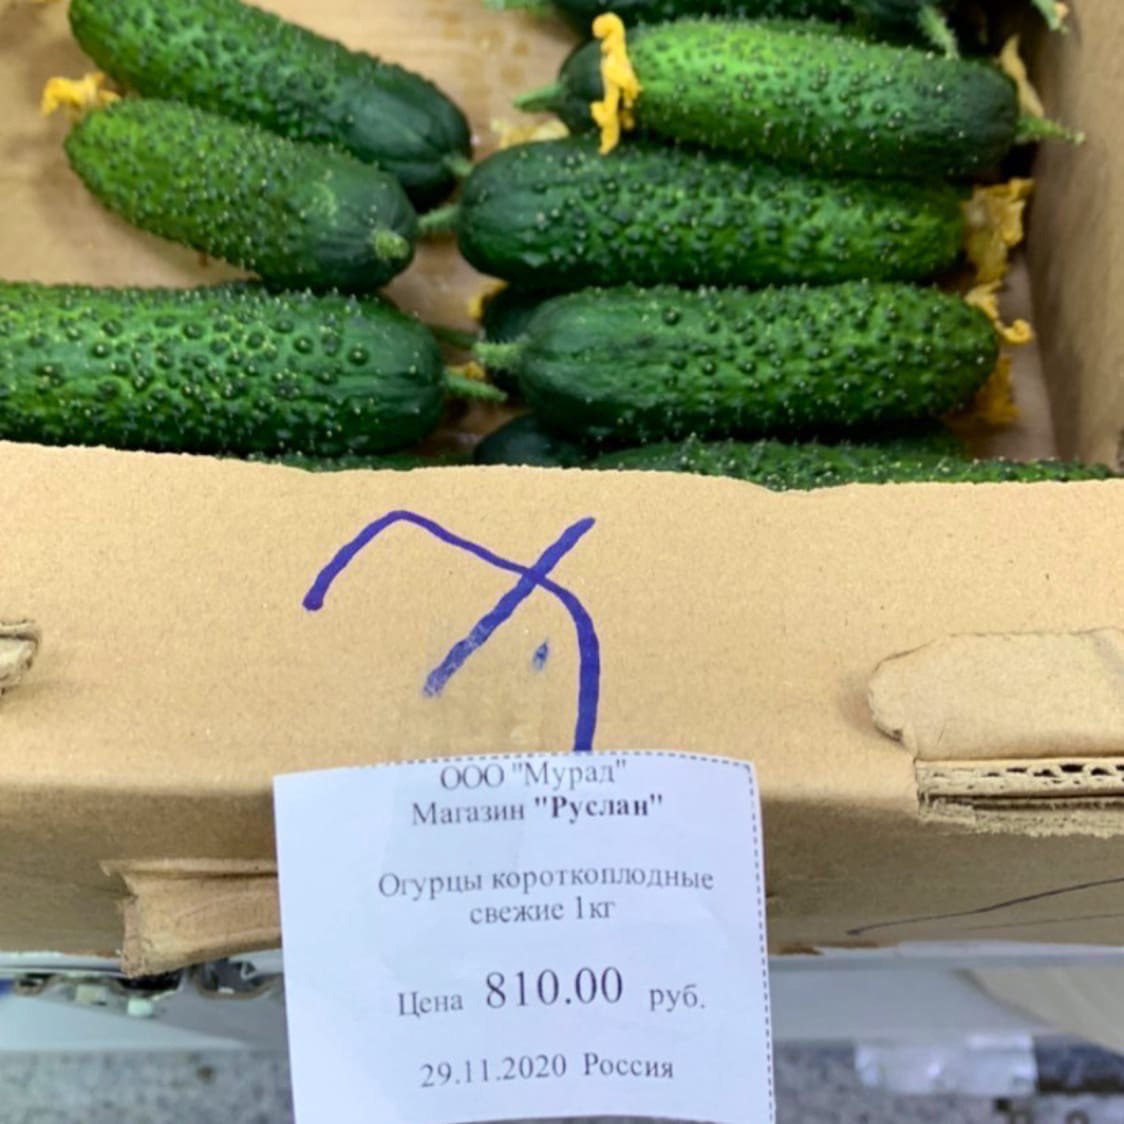 ООО "Мурад"
Магазин "Руслан"
Огурцы короткоплодные
свежие 1кг
Цена 810.00 руб.
29.11.2020 Россия